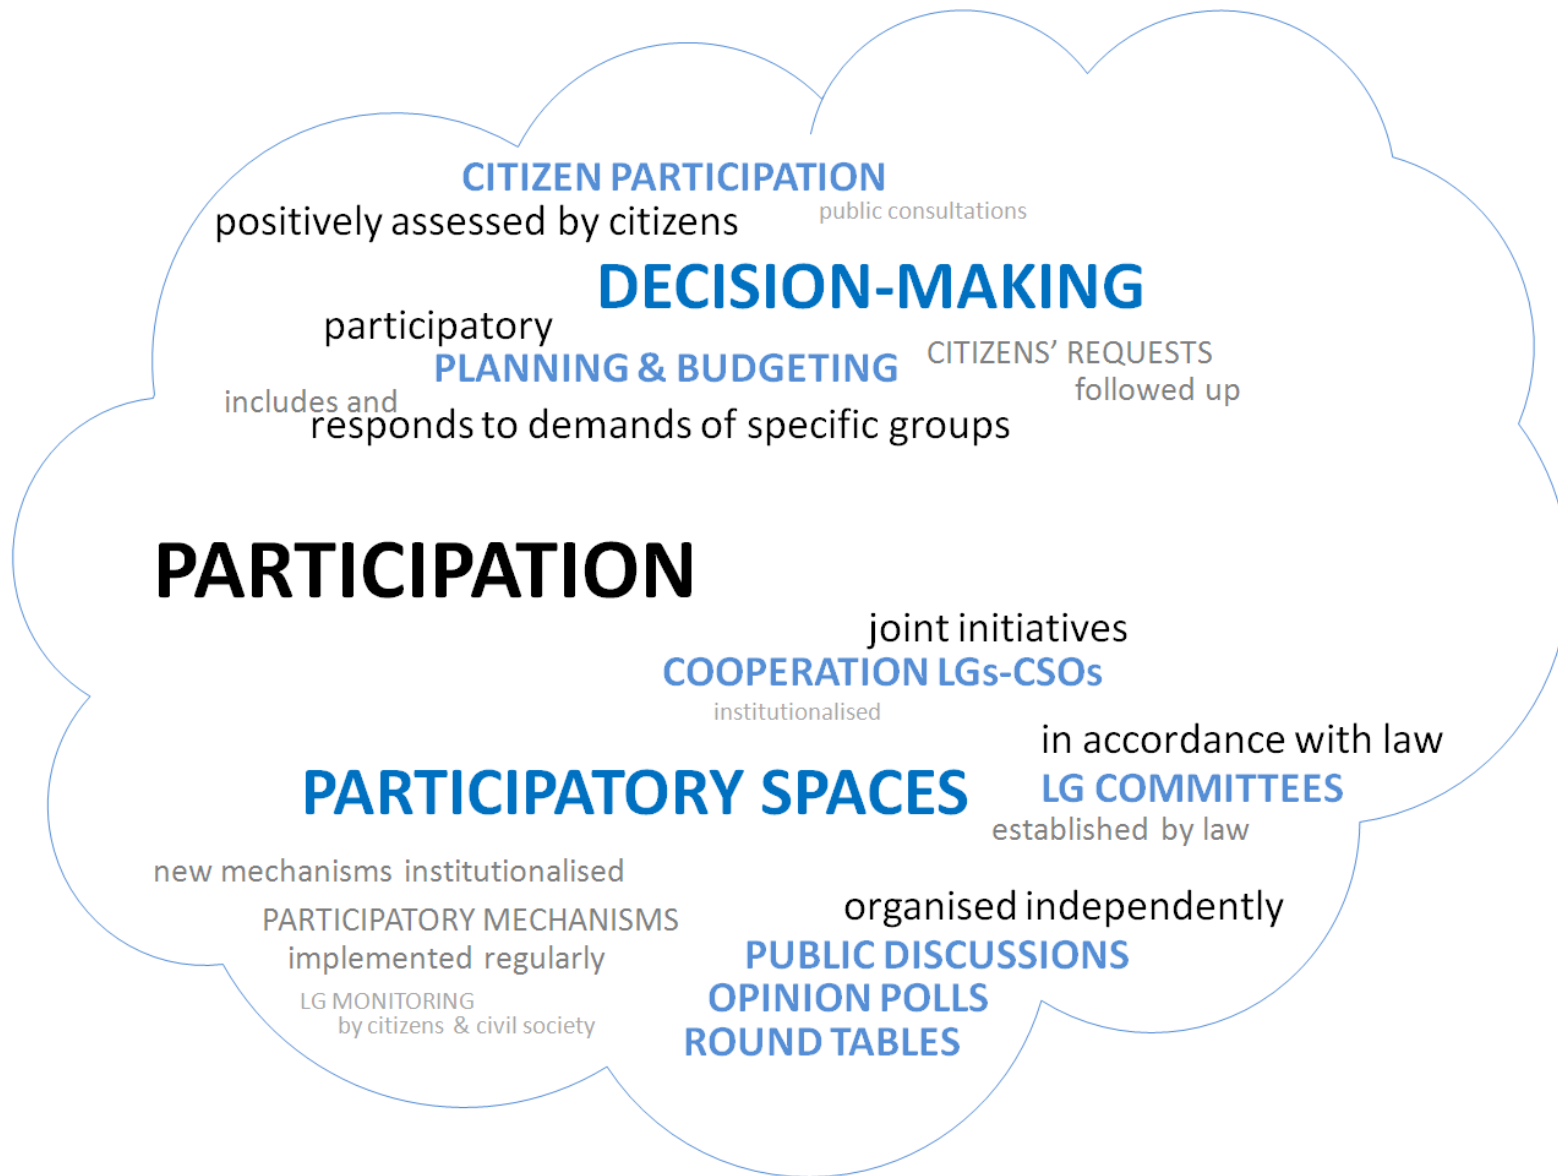 CITIZEN PARTICIPATION
positively assessed by citizens
public consultations
DECISION-MAKING
participatory
PLANNING & BUDGETING
CITIZENS’ REQUESTS
followed up
includes and
responds to demands of specific groups
PARTICIPATION
joint initiatives
COOPERATION LGs-CSOs
institutionalised
in accordance with law
PARTICIPATORY SPACES
LG COMMITTEES
established by law
new mechanisms institutionalised
PARTICIPATORY MECHANISMS
implemented regularly
LG MONITORING
by citizens & civil society
organised independently
PUBLIC DISCUSSIONS
OPINION POLLS
ROUND TABLES